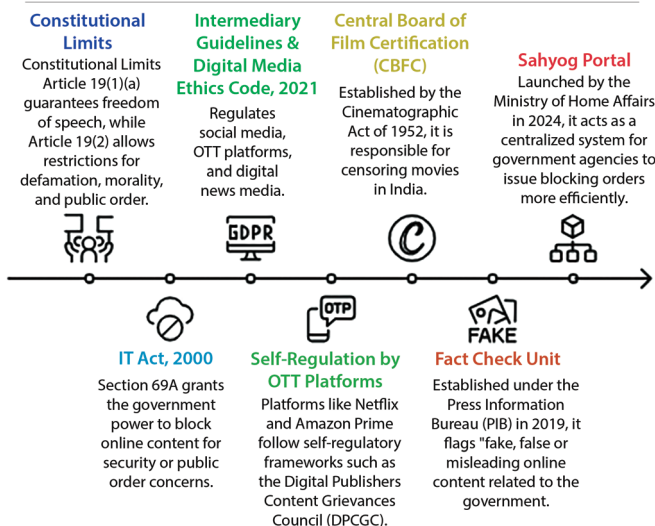 Constitutional
Limits
Constitutional Limits
Article 19(1)(a)
guarantees freedom
of speech, while
Article 19(2) allows
restrictions for
defamation, morality,
and public order.
Intermediary
Guidelines &
Digital Media
Ethics Code, 2021
Regulates
social media,
OTT platforms,
and digital
news media.
GDPR
Central Board of
Film Certification
(CBFC)
Established by the
Cinematographic
Act of 1952, it is
responsible for
censoring movies
in India.
C
Sahyog Portal
Launched by the
Ministry of Home Affairs
in 2024, it acts as a
centralized system for
government agencies to
issue blocking orders
more efficiently.
IT Act, 2000
Section 69A grants
the government
power to block
online content for
security or public
order concerns.
OTP
Self-Regulation by
OTT Platforms
Platforms like Netflix
and Amazon Prime
follow self-regulatory
frameworks such as
the Digital Publishers
Content Grievances
Council (DPCGC).
FAKE
Fact Check Unit
Established under the
Press Information
Bureau (PIB) in 2019, it
flags "fake, false or
misleading online
content related to the
government.